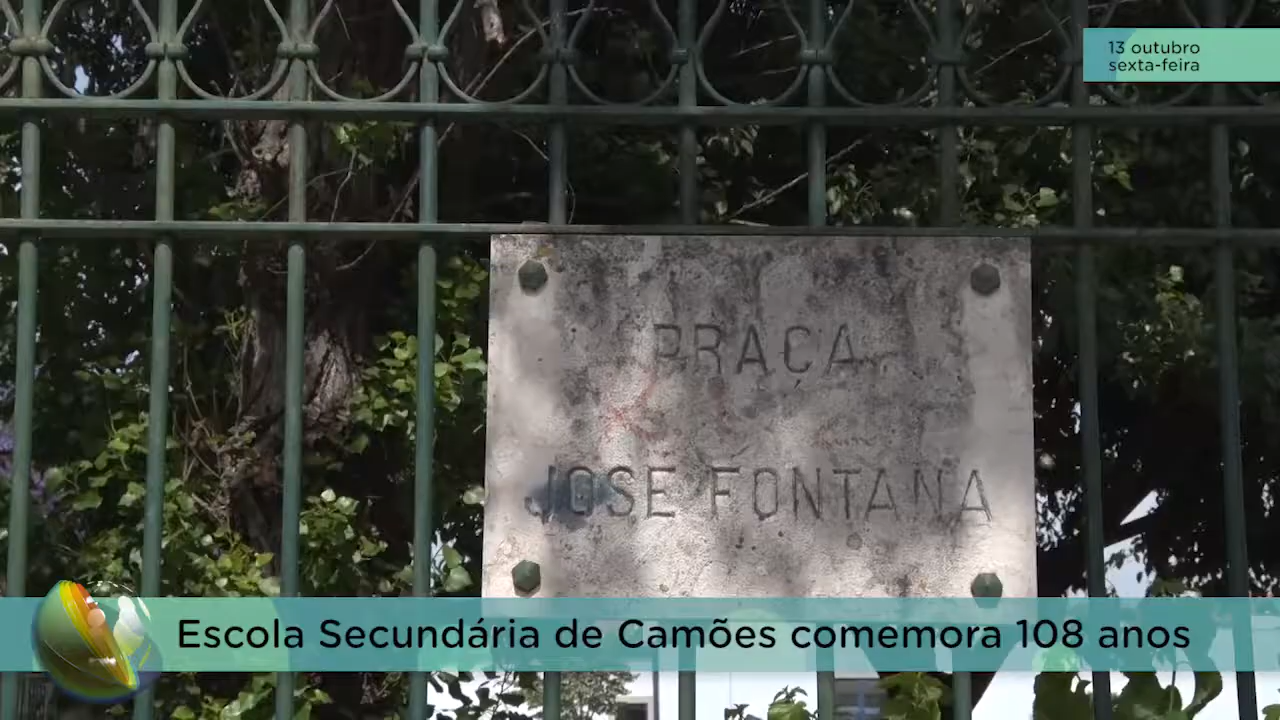 13 outubro
sexta-feira
PRAÇA
JOSE FONTANA
Escola Secundária de Camões comemora 108 anos